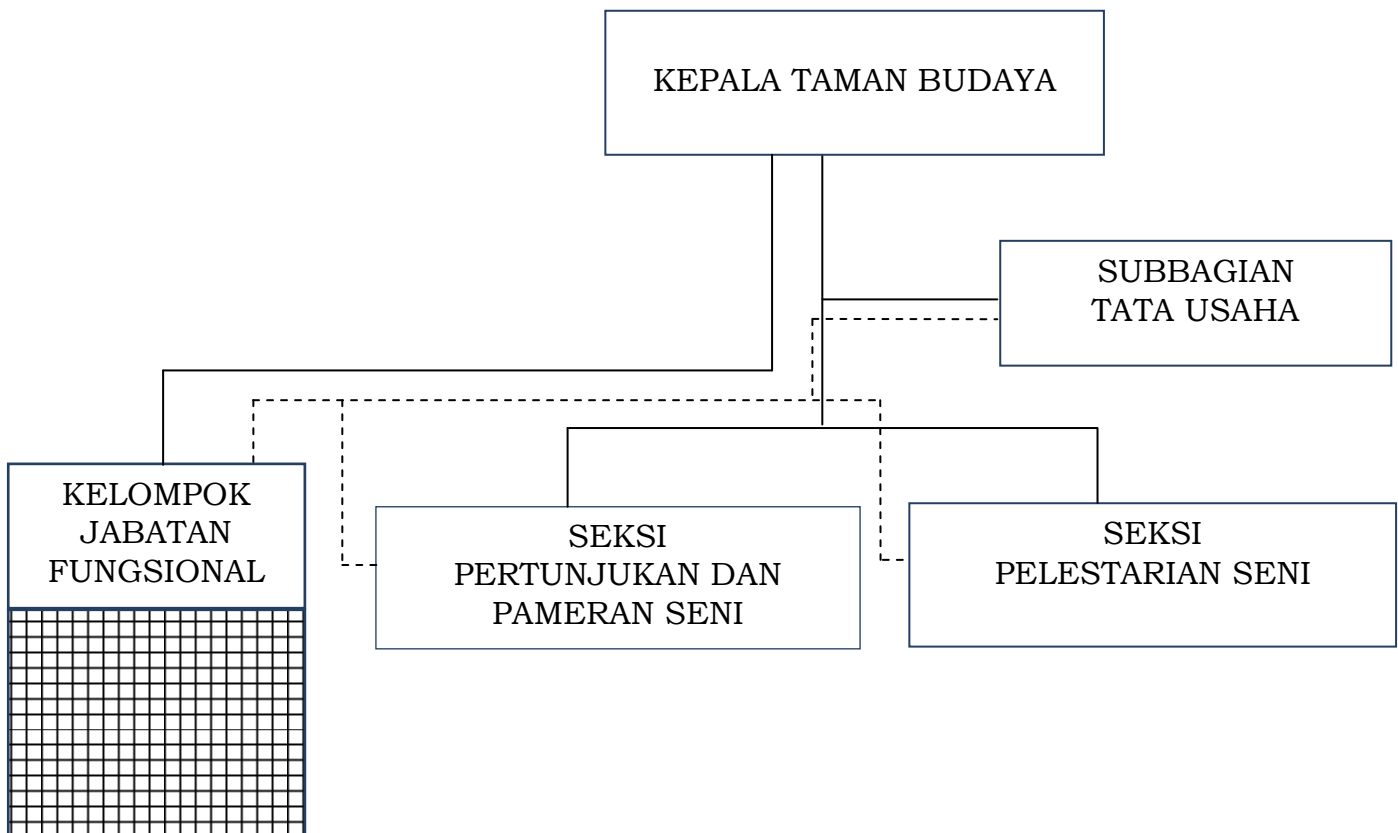 KEPALA TAMAN BUDAYA
SUBBAGIAN
TATA USAHA
KELOMPOK
JABATAN
FUNGSIONAL
SEKSI
PERTUNJUKAN DAN
PAMERAN SENI
SEKSI
PELESTARIAN SENI